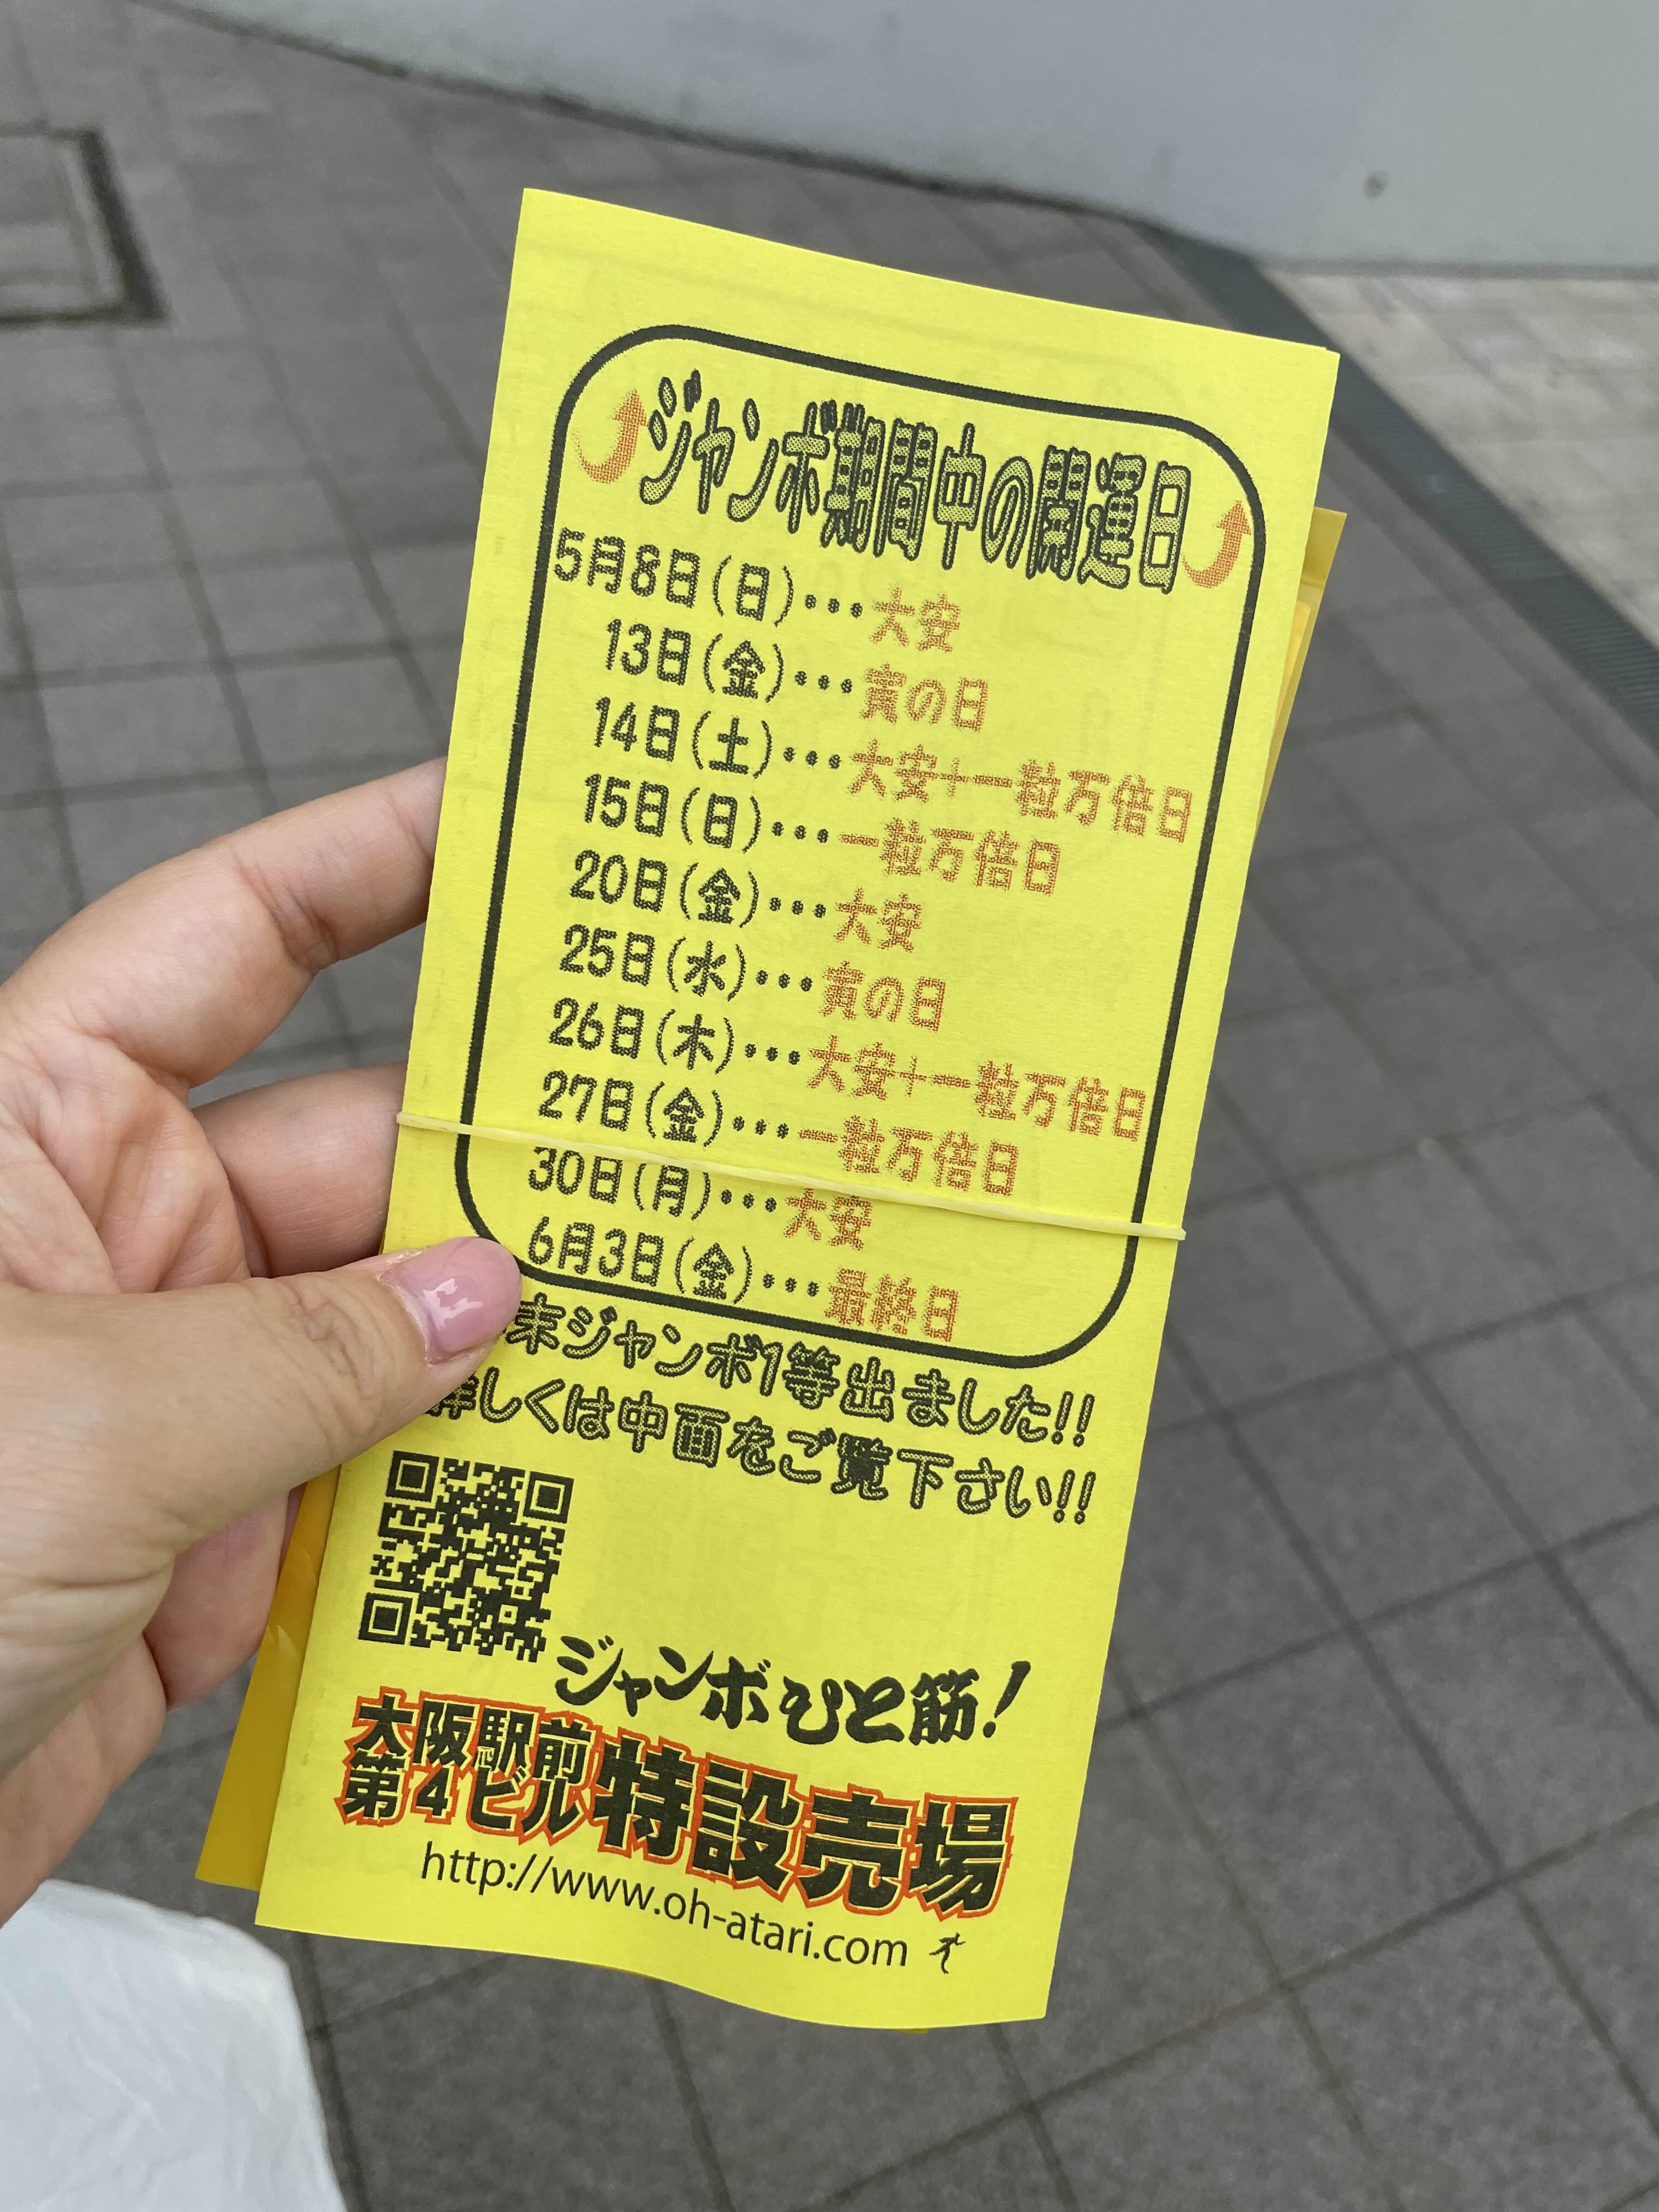 ジャンボ期間中の開運日
5月8日(日)・・・大安
13日(金)・・・寅の日
14日(土)・・・大安+一粒万倍日
15日(日)・・・一粒万倍日
20日(金)・・・大安
25日(水)・・・寅の日
26日(木)・・・大安+一粒万倍日
27日(金)・・・一粒万倍日
30日(月)・・・大安
6月3日(金)・・・最終日
末ジャンボ1等出ました!!
詳しくは中面をご覧下さい!!
ジャンボひと筋!
大阪駅前
第4ビル
特設売場
http://www.oh-atari.com